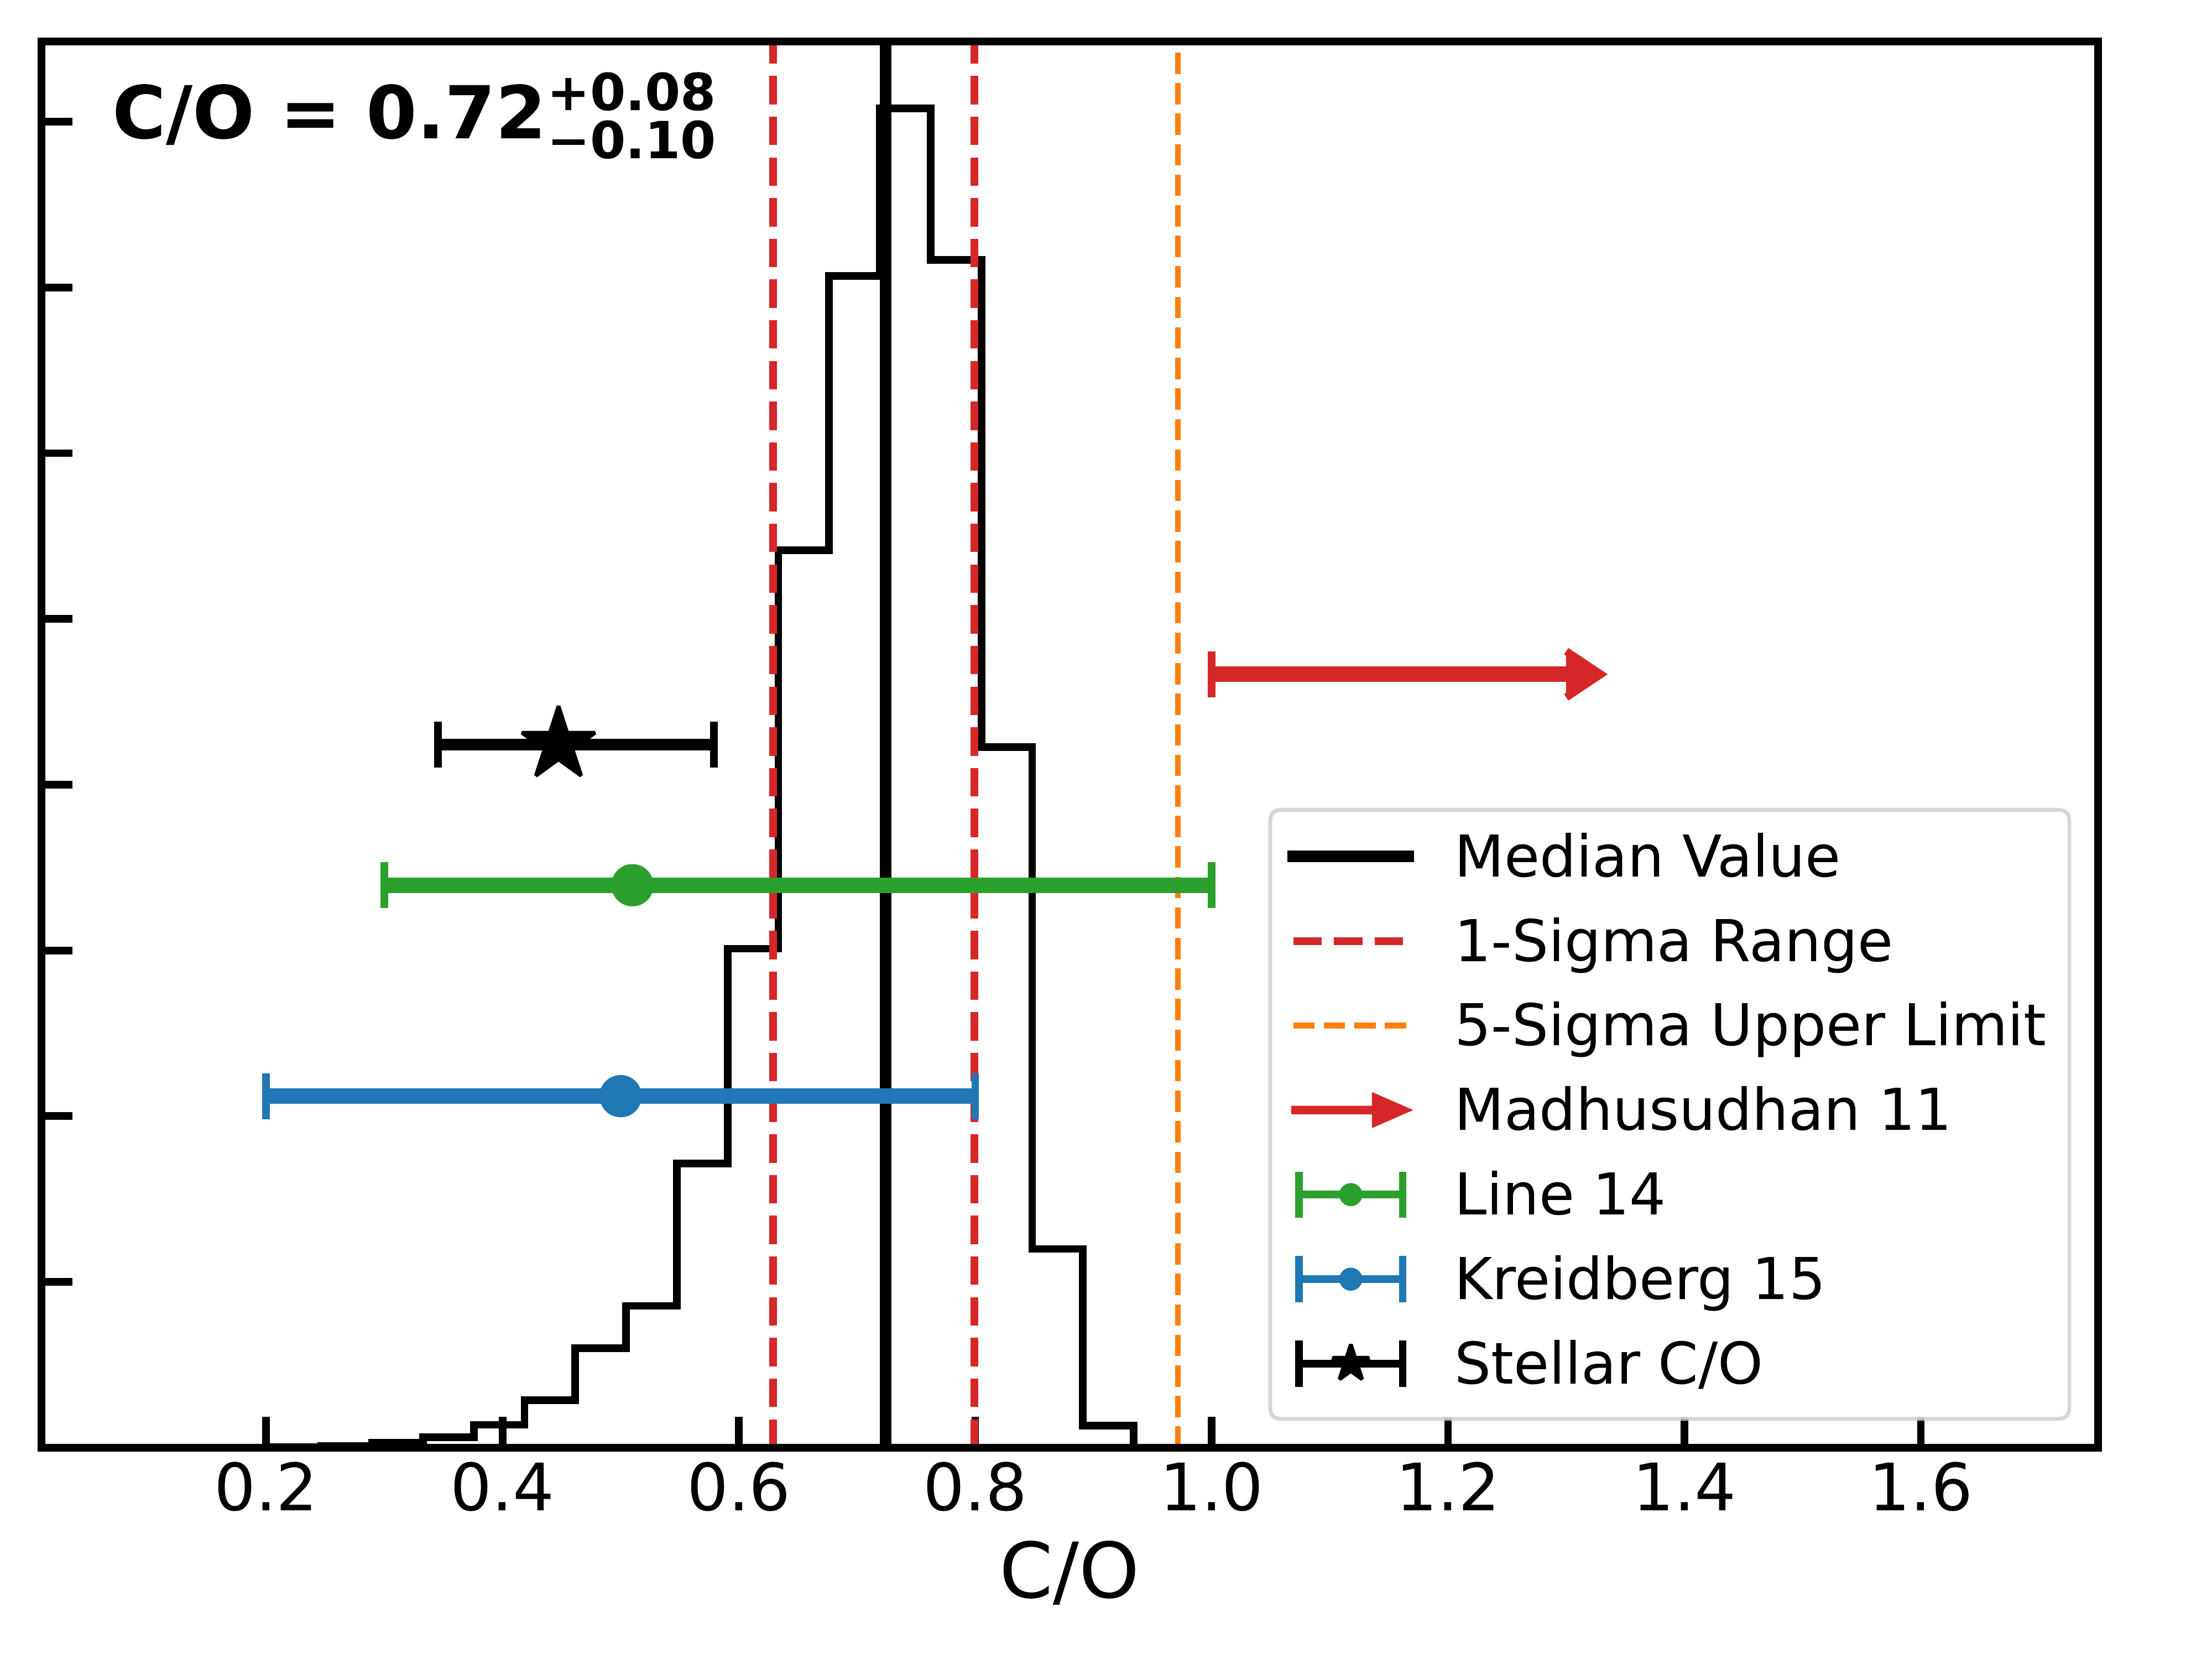 C/O = 0.72 +0.08 −0.10
Median Value
1-Sigma Range
5-Sigma Upper Limit
Madhusudhan 11
Line 14
Kreidberg 15
Stellar C/O
0.2 0.4 0.6 0.8 1.0 1.2 1.4 1.6
C/O